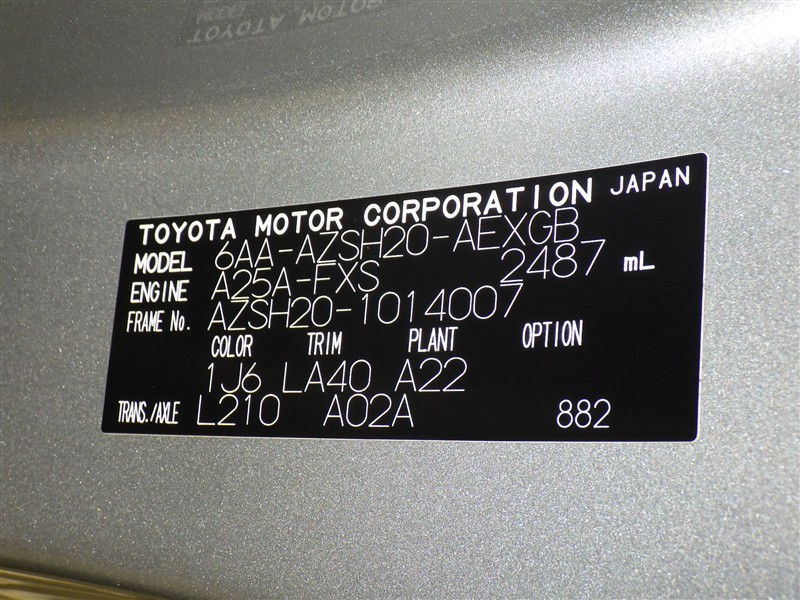 TOYOTA MOTOR CORPORATION JAPAN
MODEL 6AA-AZSH20-AEXGB
ENGINE A25A-FXS 2487 mL
FRAME No. AZSH20-1014007
COLOR TRIM PLANT OPTION
1J6 LA40 A22
TRANS./AXLE L210 A02A 882